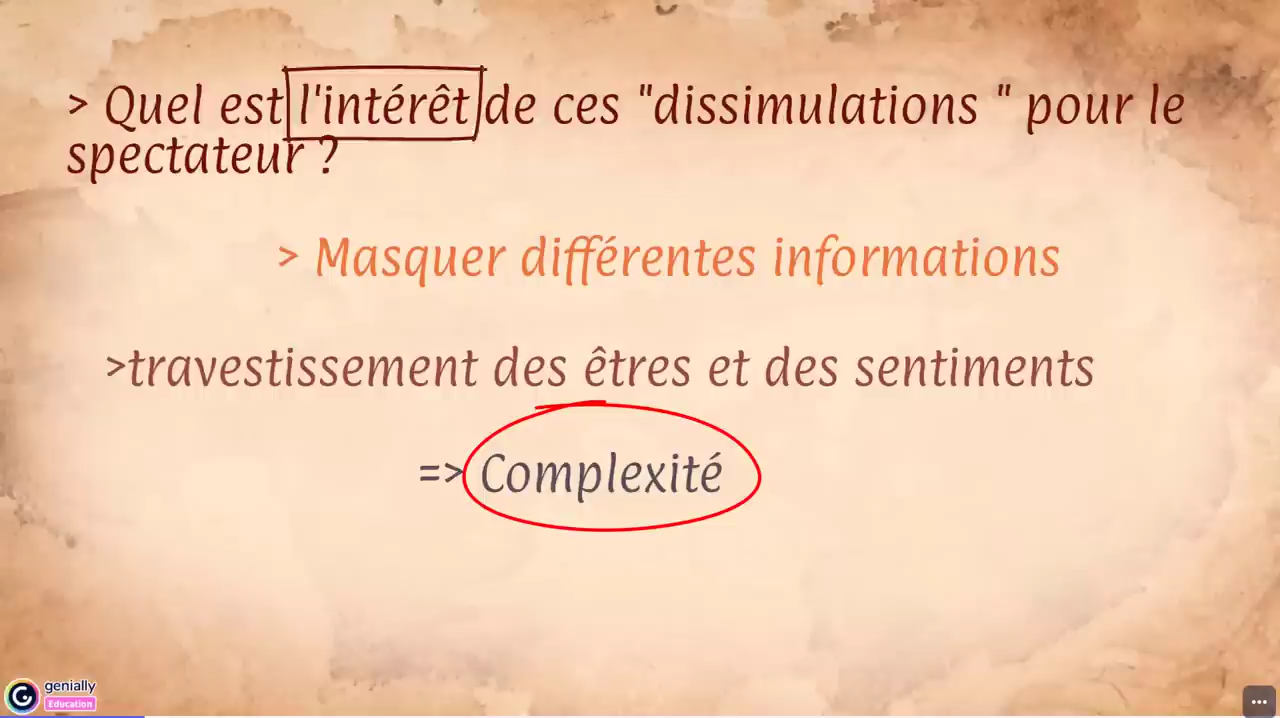 > Quel est l'intérêt de ces "dissimulations " pour le
spectateur ?
> Masquer différentes informations
>travestissement des êtres et des sentiments
=> Complexité
genially
Education